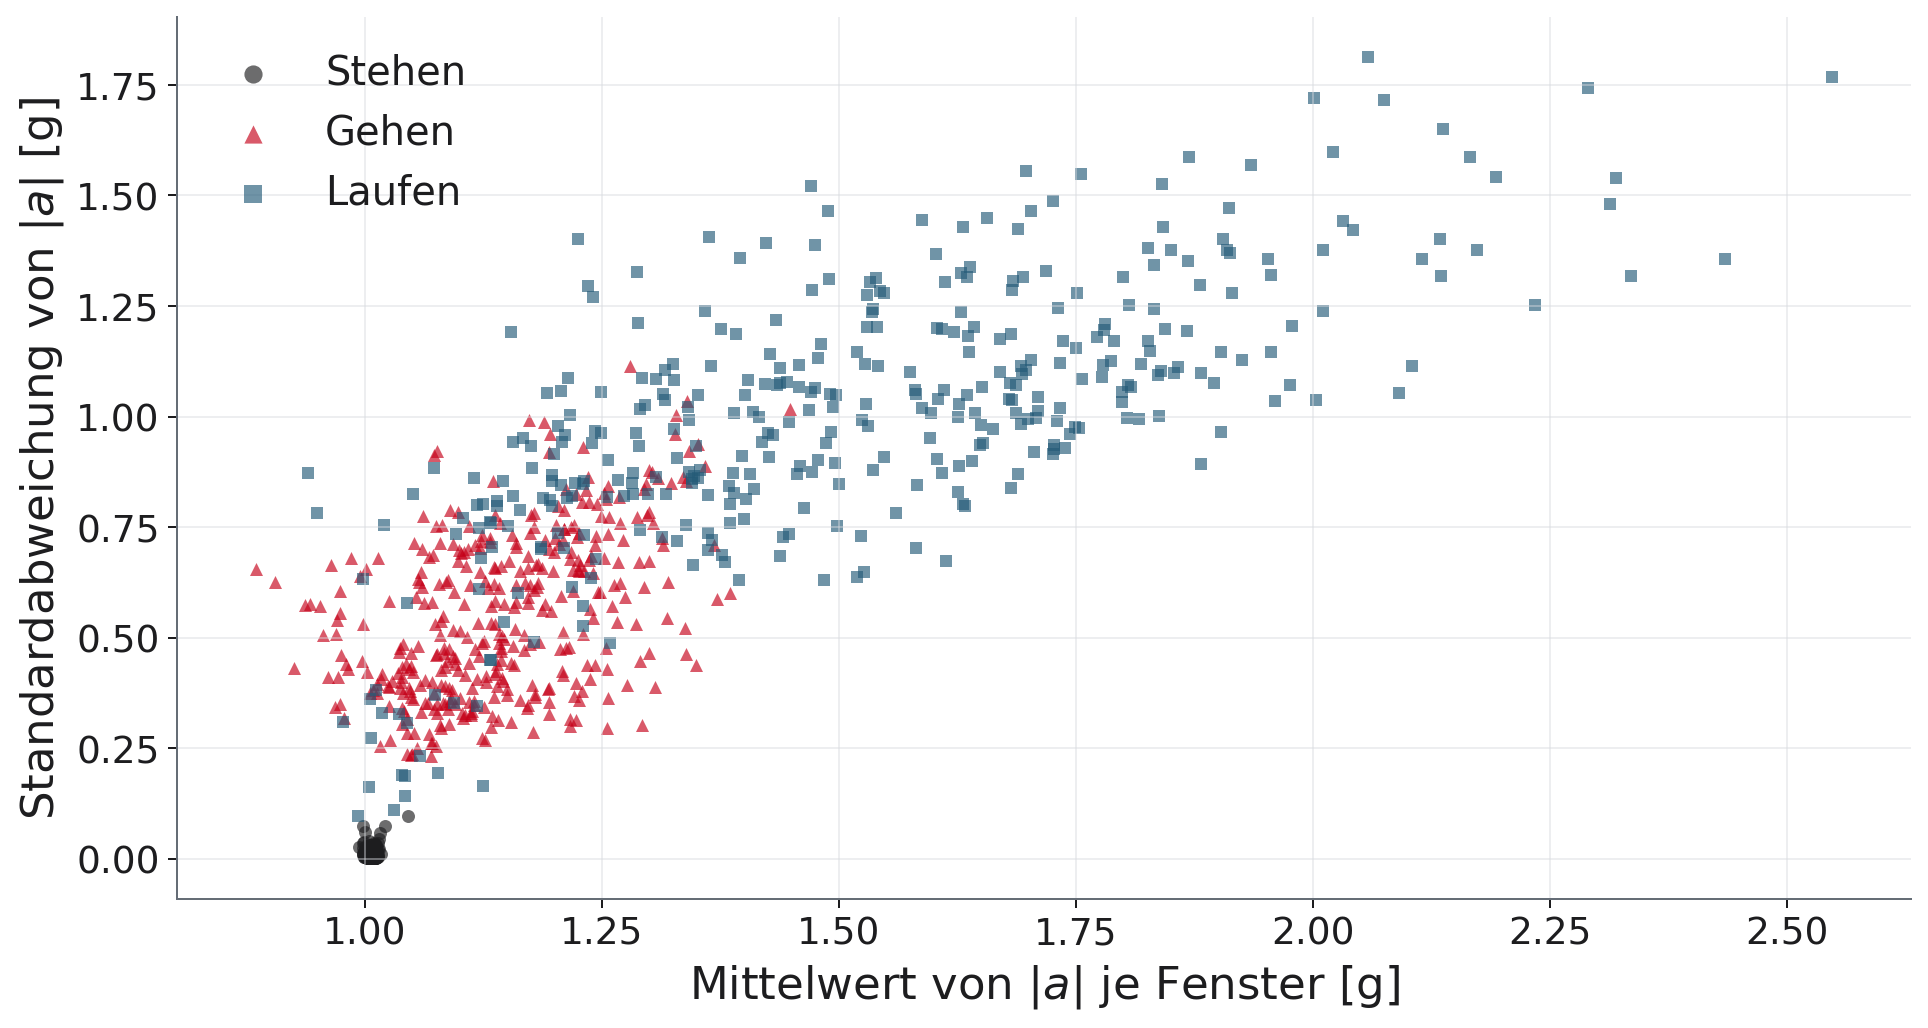 Stehen
Gehen
Laufen
Standardabweichung von |a| [g]
1.75
1.50
1.25
1.00
0.75
0.50
0.25
0.00
1.00 1.25 1.50 1.75 2.00 2.25 2.50
Mittelwert von |a| je Fenster [g]